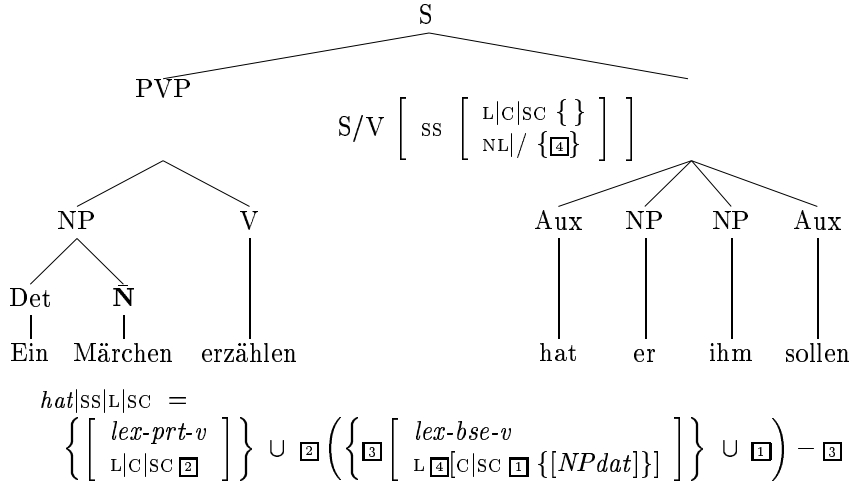 S
PVP
S/V [ ss [ L|C|SC { }
NL|/ {4} ] ]
NP V Aux NP NP Aux
Det N̄
Ein Märchen erzählen hat er ihm sollen
hat|SS|L|SC =
{[ lex-prt-v
L|C|SC 2 ]} ∪ 2 ({3 [ lex-bse-v
L 4[C|SC 1 {[NPdat]}] ]} ∪ 1) − 3